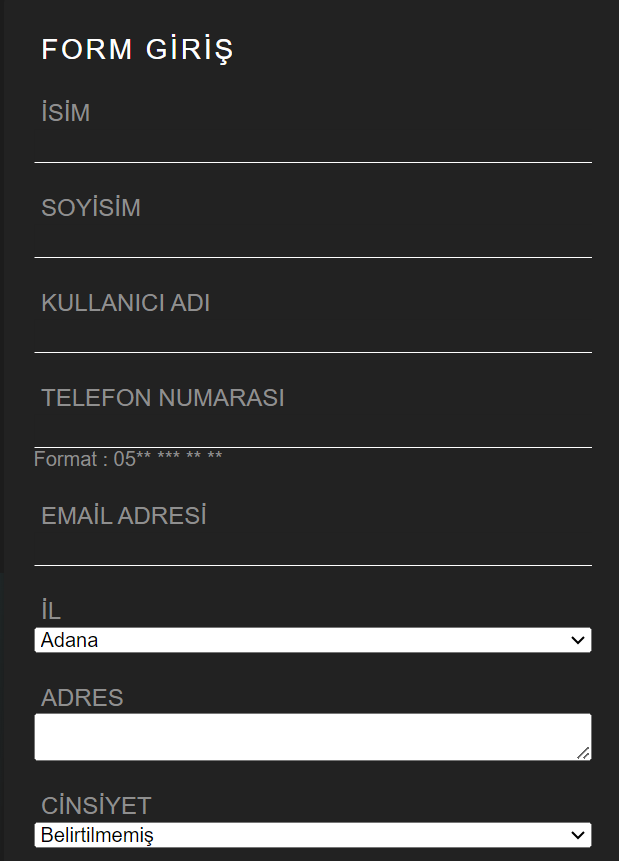 FORM GİRİŞ
İSİM
SOYİSİM
KULLANICI ADI
TELEFON NUMARASI
Format : 05** *** ** **
EMAİL ADRESİ
İL
Adana
ADRES
CİNSİYET
Belirtilmemiş